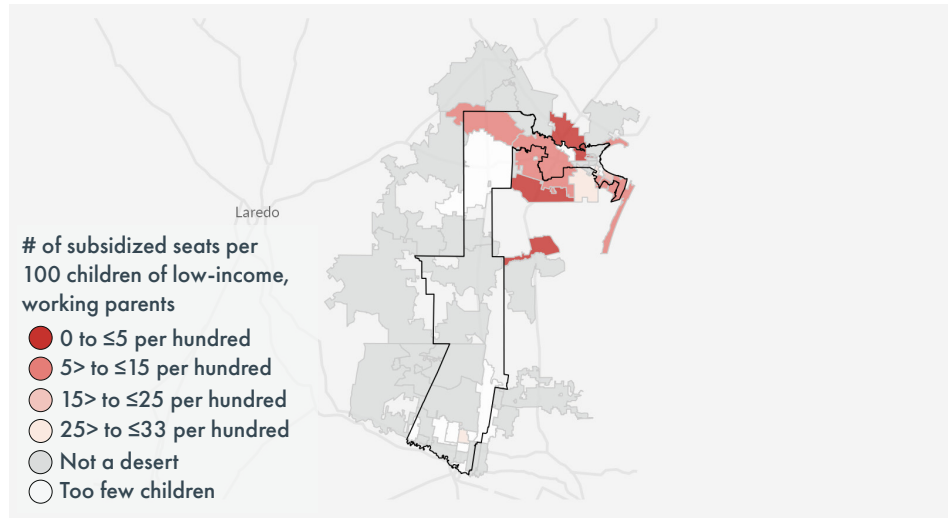 Laredo
# of subsidized seats per
100 children of low-income,
working parents
0 to ≤5 per hundred
5> to ≤15 per hundred
15> to ≤25 per hundred
25> to ≤33 per hundred
Not a desert
Too few children